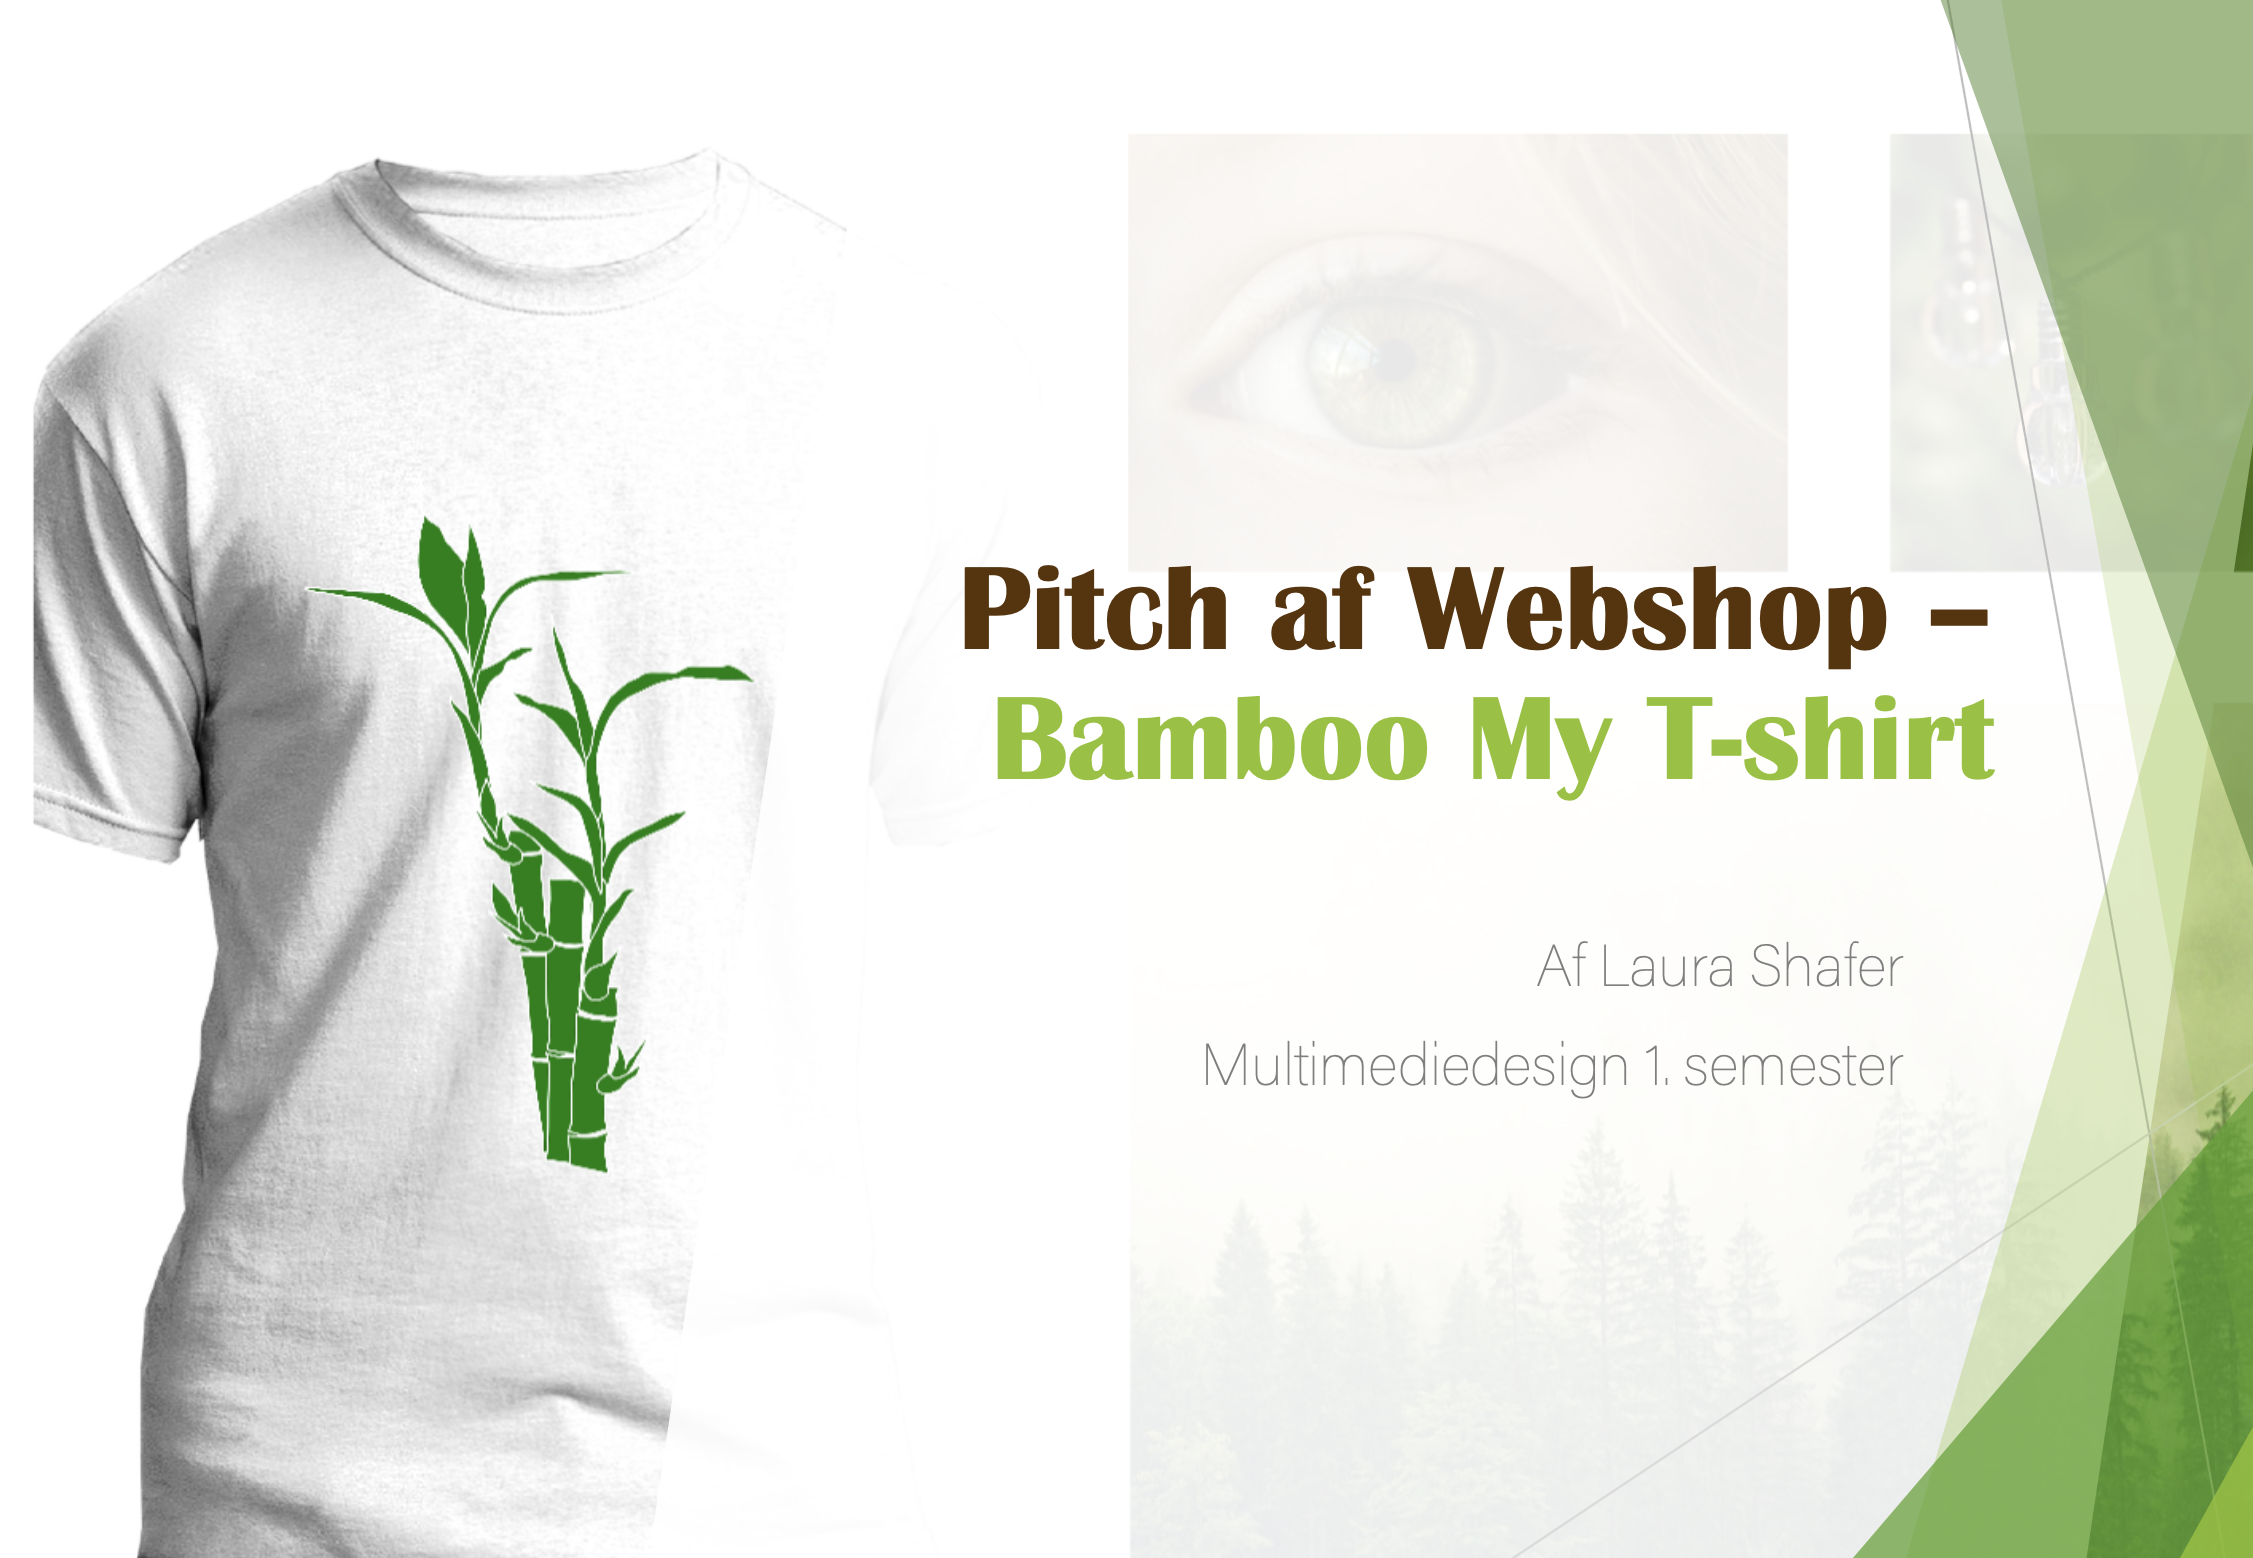 Pitch af Webshop –
Bamboo My T-shirt
Af Laura Shafer
Multimediedesign 1. semester